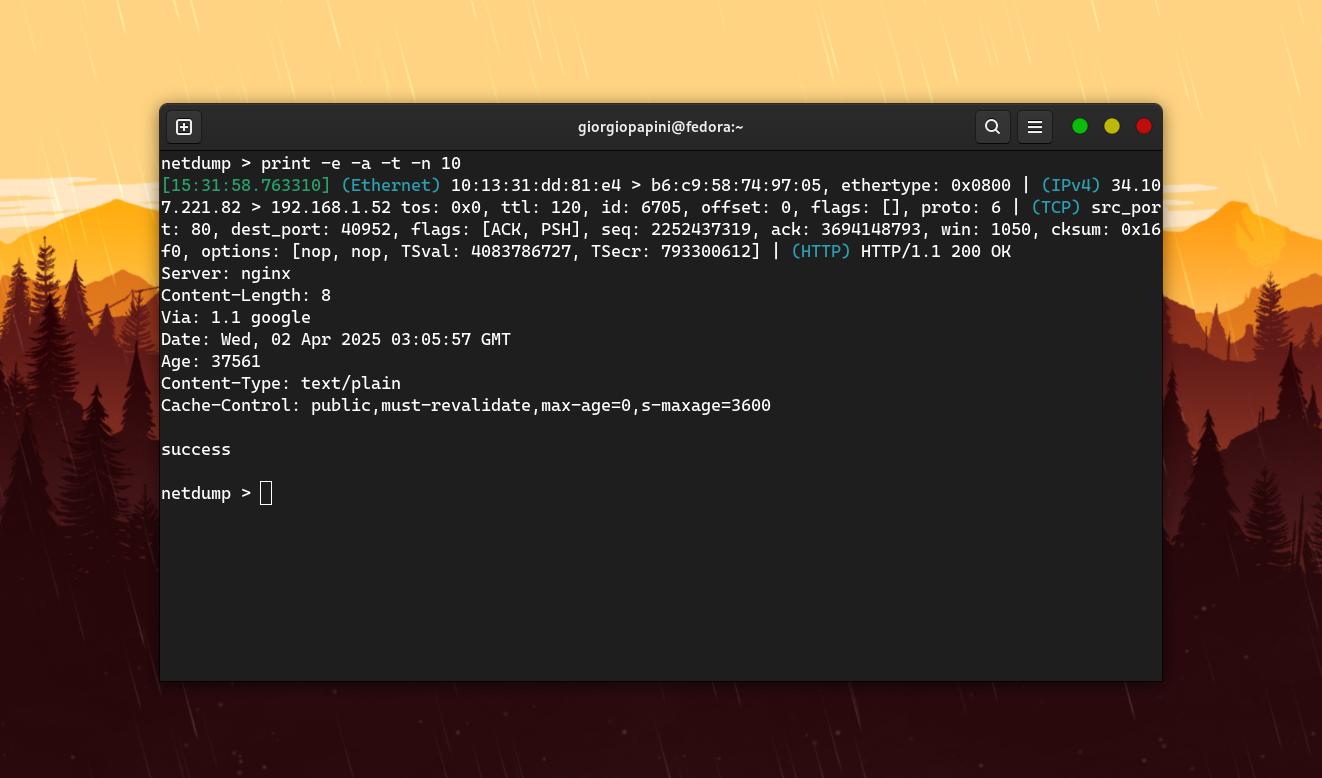 giorgiopapini@fedora:~
netdump > print -e -a -t -n 10
[15:31:58.763310] (Ethernet) 10:13:31:dd:81:e4 > b6:c9:58:74:97:05, ethertype: 0x0800 | (IPv4) 34.10
7.221.82 > 192.168.1.52 tos: 0x0, ttl: 120, id: 6705, offset: 0, flags: [], proto: 6 | (TCP) src_por
t: 80, dest_port: 40952, flags: [ACK, PSH], seq: 2252437319, ack: 3694148793, win: 1050, cksum: 0x16
f0, options: [nop, nop, TSval: 4083786727, TSecr: 793300612] | (HTTP) HTTP/1.1 200 OK
Server: nginx
Content-Length: 8
Via: 1.1 google
Date: Wed, 02 Apr 2025 03:05:57 GMT
Age: 37561
Content-Type: text/plain
Cache-Control: public,must-revalidate,max-age=0,s-maxage=3600
success
netdump >